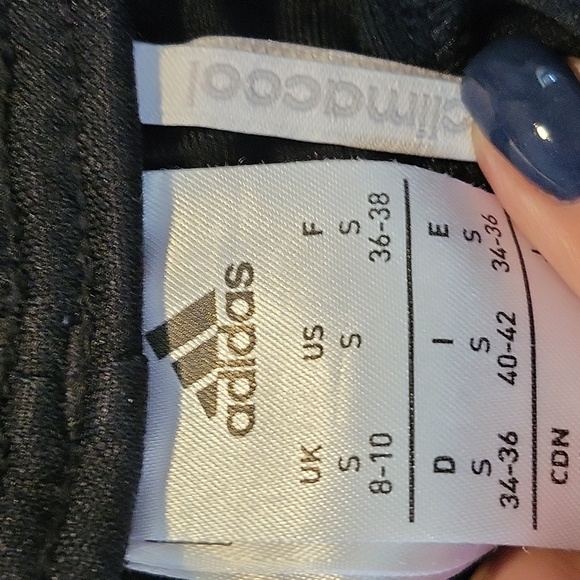 climacool
adidas
UK US F
S S S
8-10 36-38
D I E
S S S
34-36 40-42 34-36
CDN